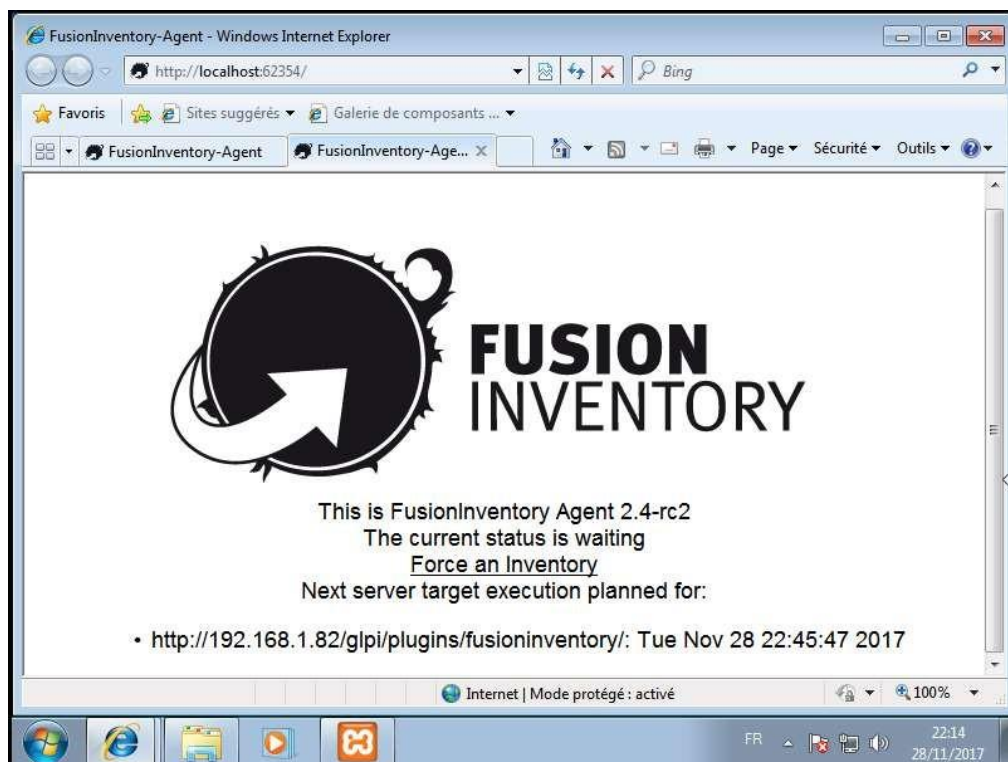 FusionInventory-Agent - Windows Internet Explorer
http://localhost:62354/
Bing
Favoris
Sites suggérés
Galerie de composants ...
FusionInventory-Agent
FusionInventory-Age...
Page
Sécurité
Outils
FUSION
INVENTORY
This is FusionInventory Agent 2.4-rc2
The current status is waiting
Force an Inventory
Next server target execution planned for:
• http://192.168.1.82/glpi/plugins/fusioninventory/: Tue Nov 28 22:45:47 2017
Internet | Mode protégé : activé
100%
FR
22:14
28/11/2017